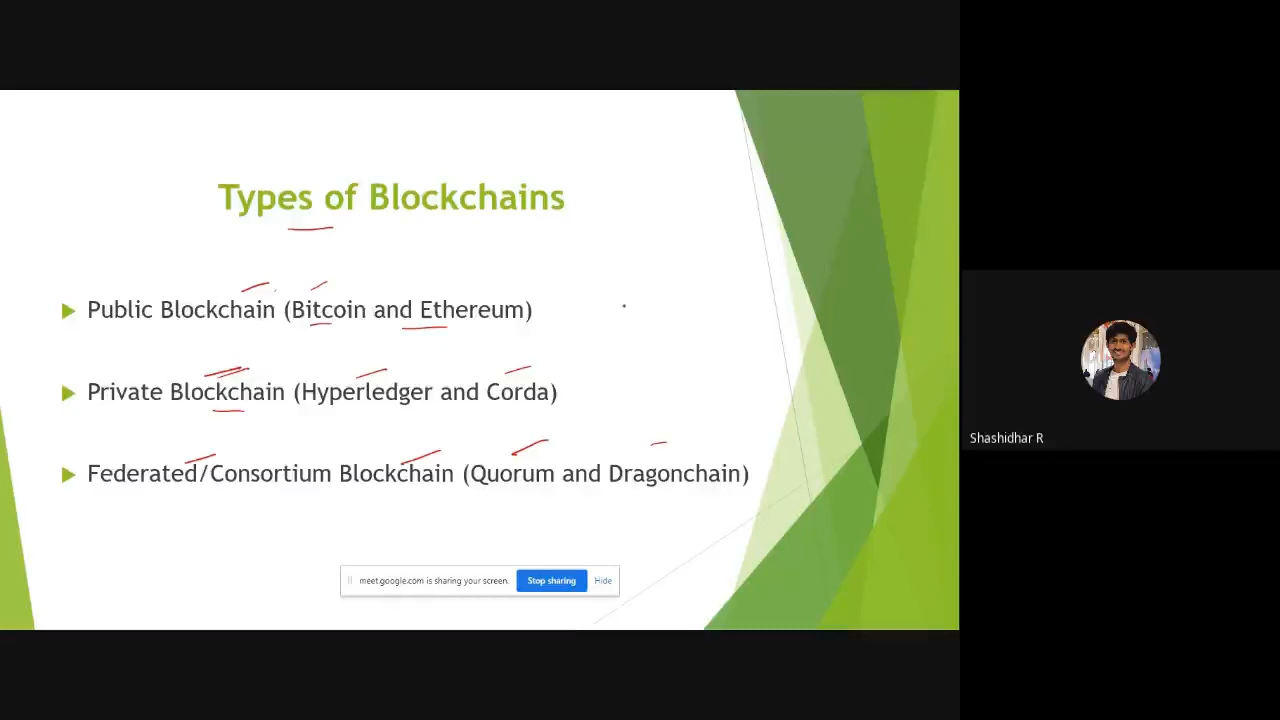 Types of Blockchains
Public Blockchain (Bitcoin and Ethereum)
Private Blockchain (Hyperledger and Corda)
Federated/Consortium Blockchain (Quorum and Dragonchain)
meet.google.com is sharing your screen. Stop sharing Hide
Shashidhar R